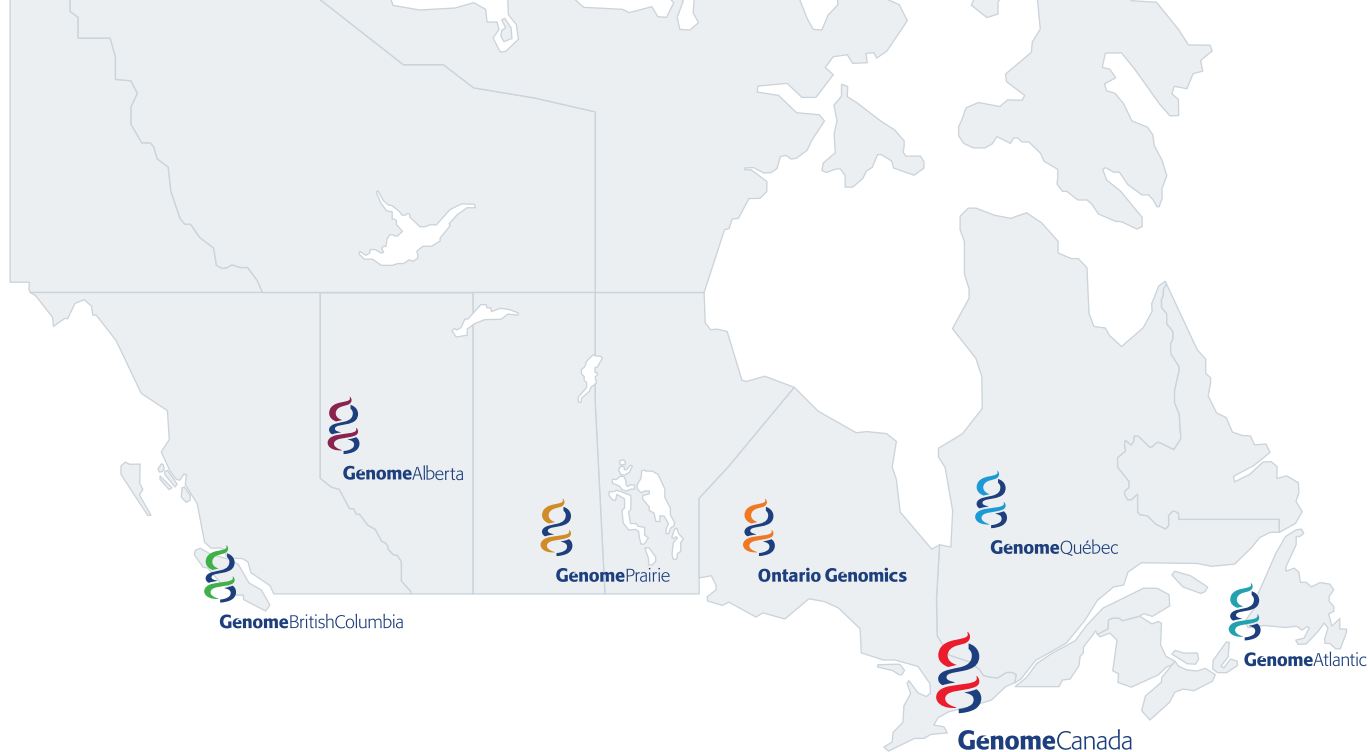 GenomeAlberta
GenomeQuébec
GenomePrairie
Ontario Genomics
GenomeBritishColumbia
GenomeAtlantic
GenomeCanada